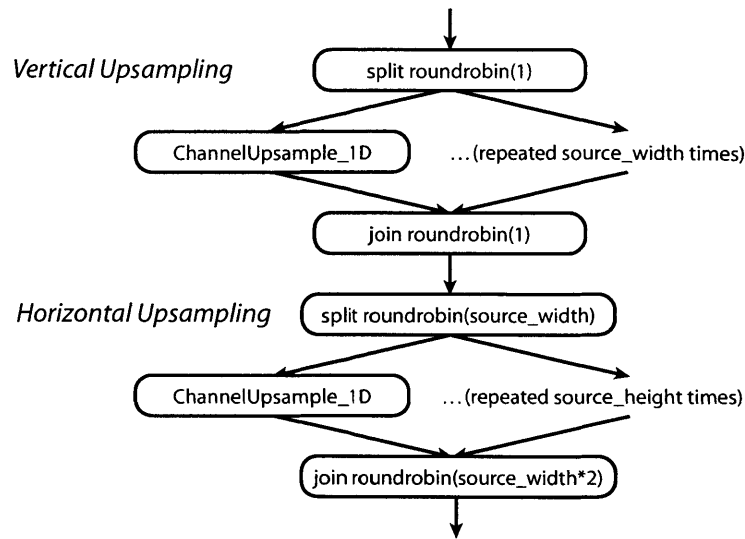 Vertical Upsampling
split roundrobin(1)
ChannelUpsample_1D
...(repeated source_width times)
join roundrobin(1)
Horizontal Upsampling
split roundrobin(source_width)
ChannelUpsample_1D
...(repeated source_height times)
join roundrobin(source_width*2)